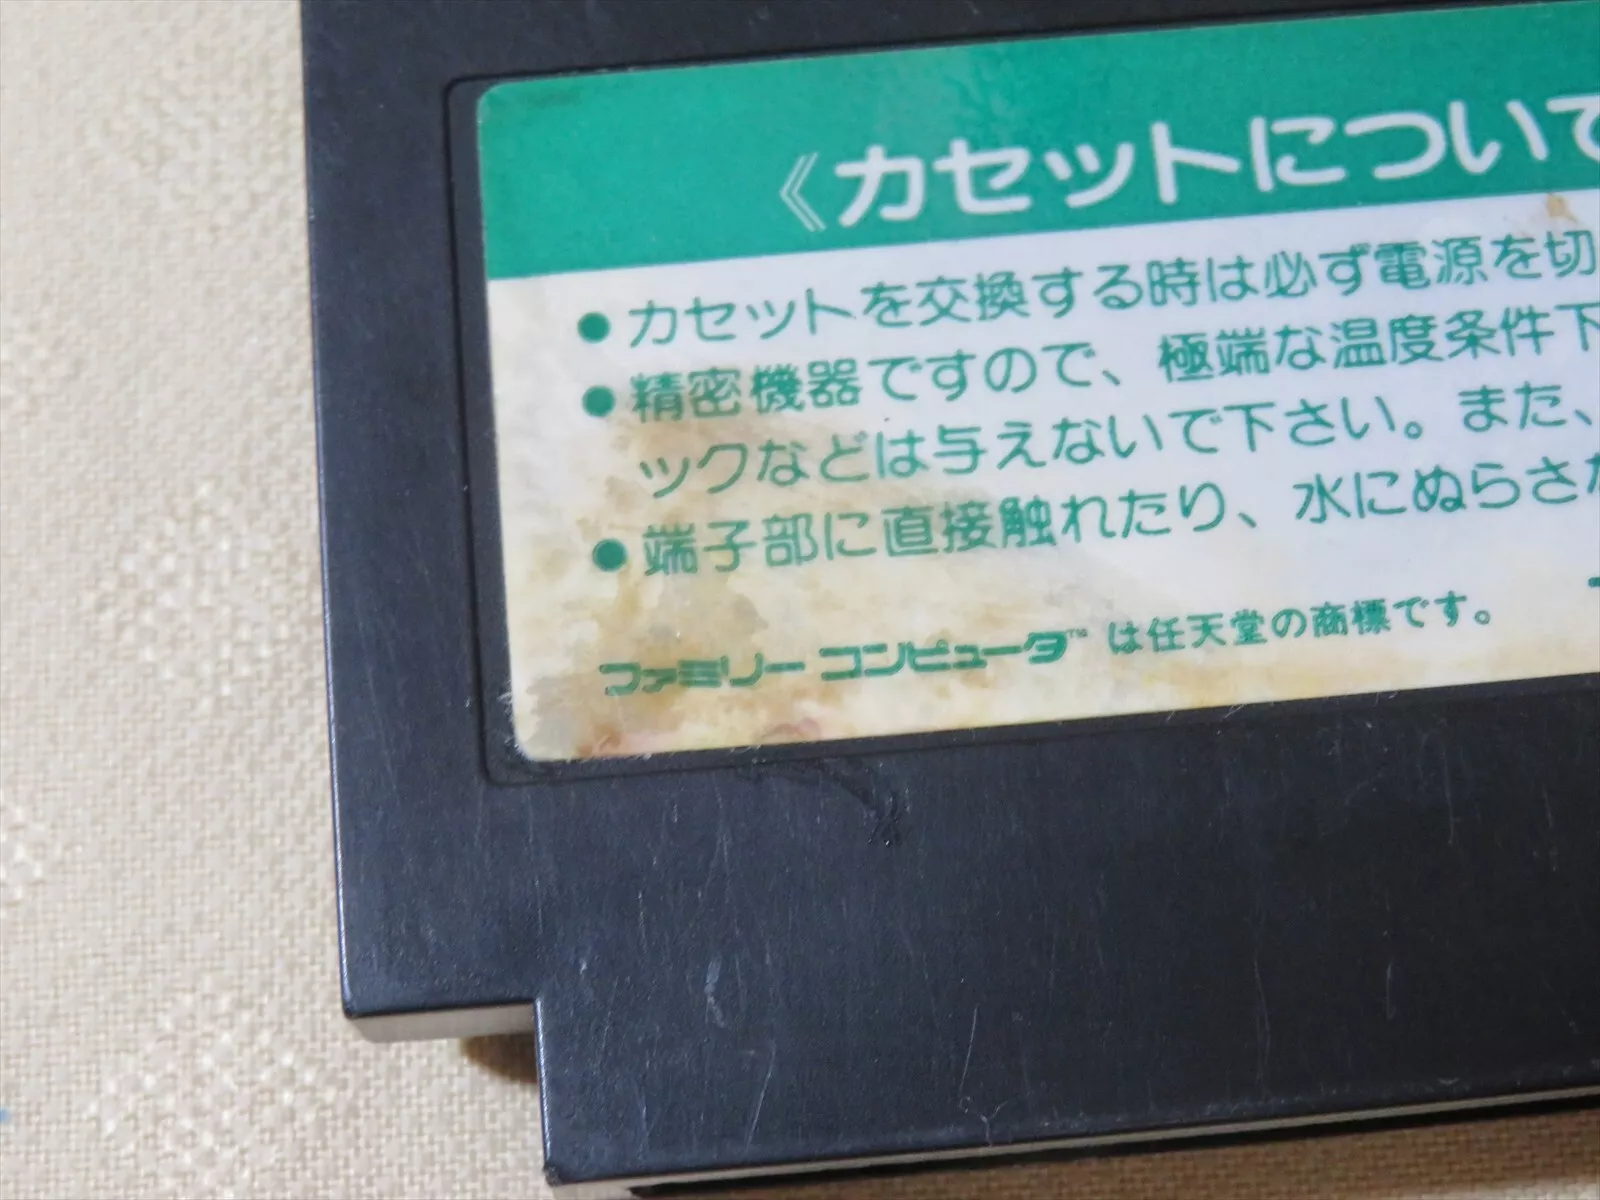 《カセットについて
●カセットを交換する時は必ず電源を切
●精密機器ですので、極端な温度条件下
ックなどは与えないで下さい。また、
●端子部に直接触れたり、水にぬらさな
ファミリー コンピュータ™ は任天堂の商標です。